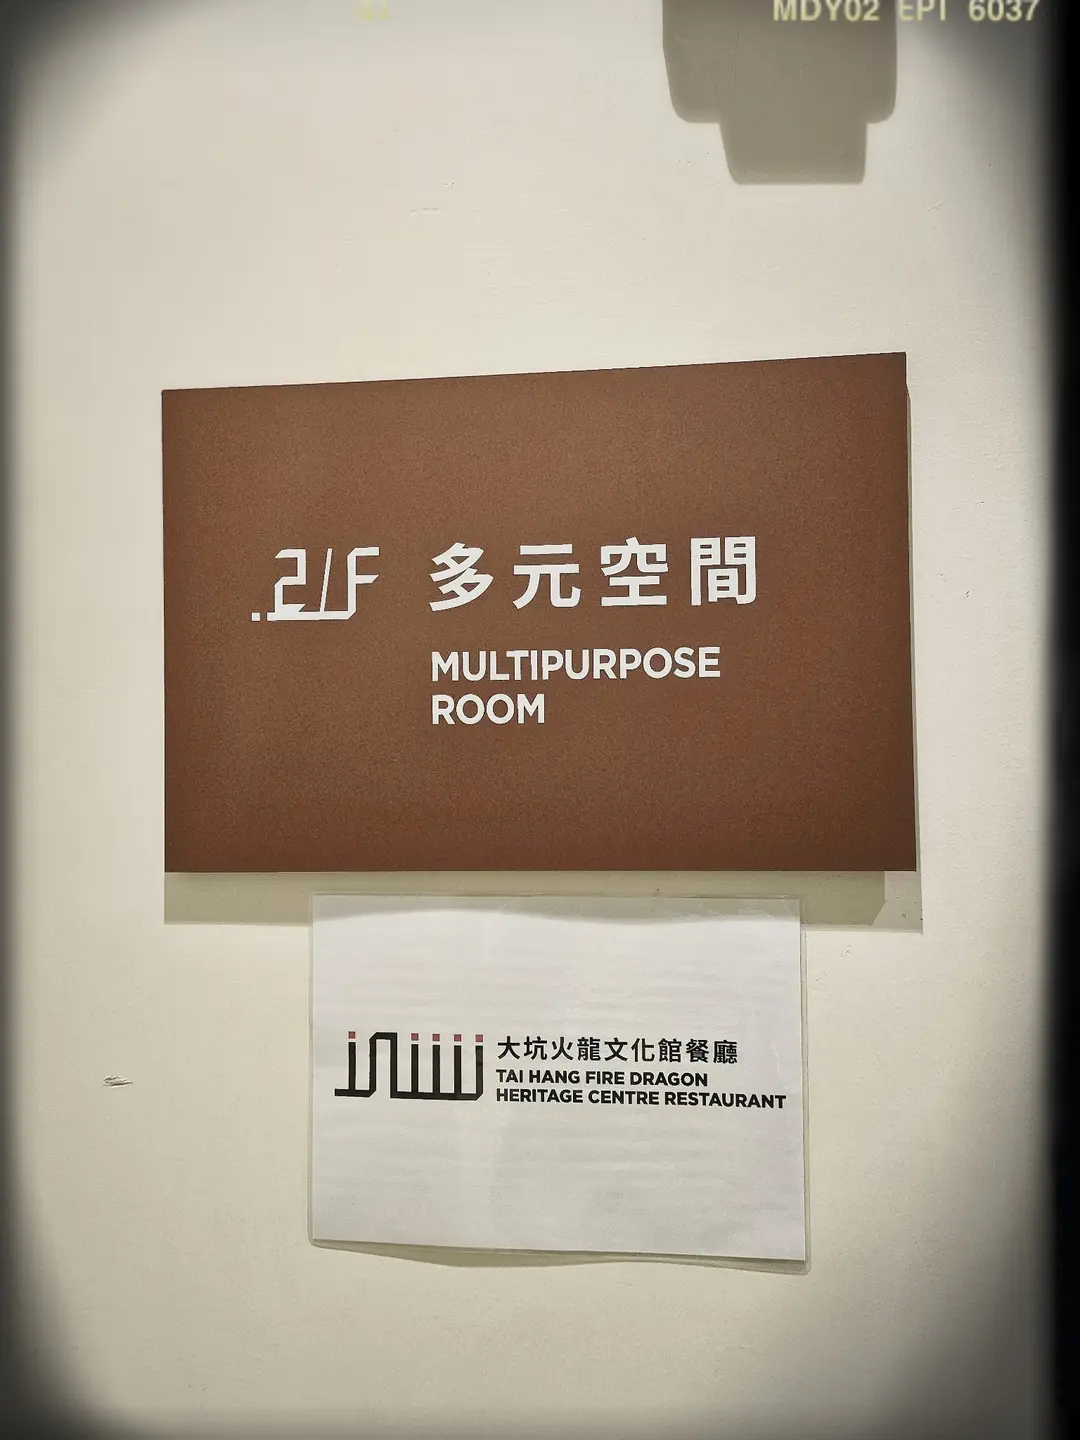 MDY02 EPI 6037
2/F 多元空間
MULTIPURPOSE
ROOM
大坑火龍文化館餐廳
TAI HANG FIRE DRAGON
HERITAGE CENTRE RESTAURANT